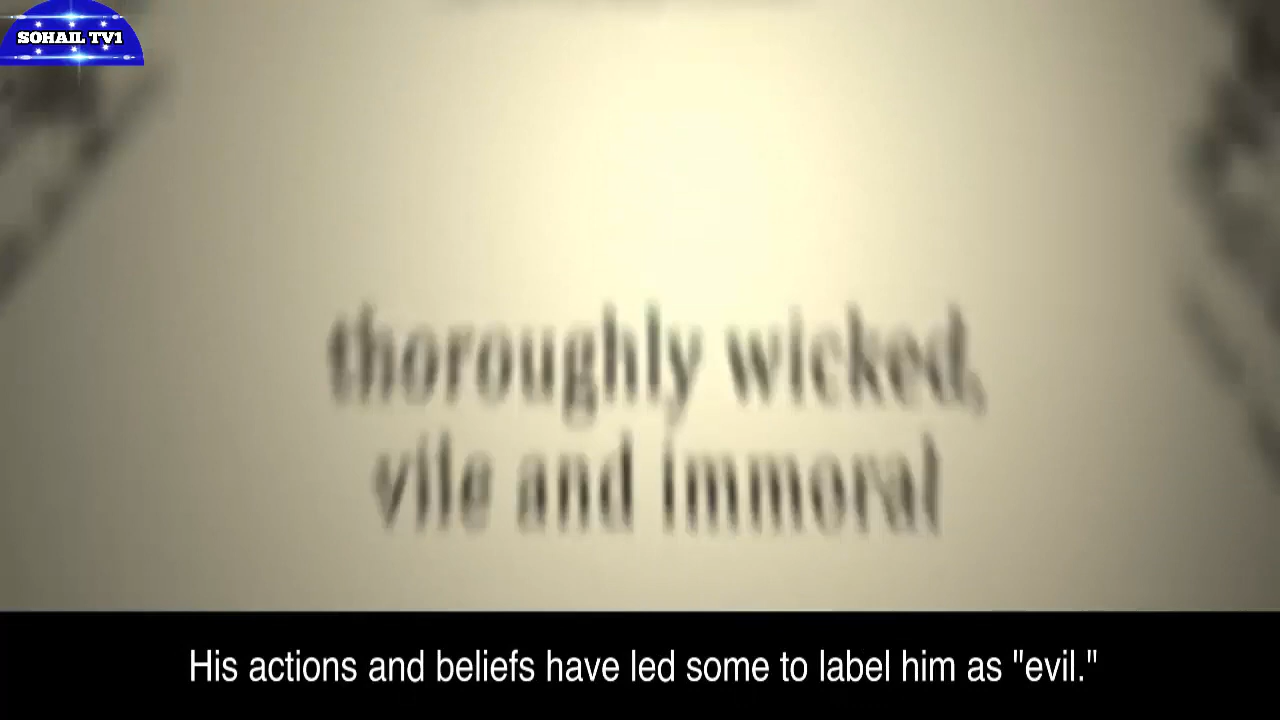 SOHAIL TV1
thoroughly wicked,
vile and immoral
His actions and beliefs have led some to label him as "evil."